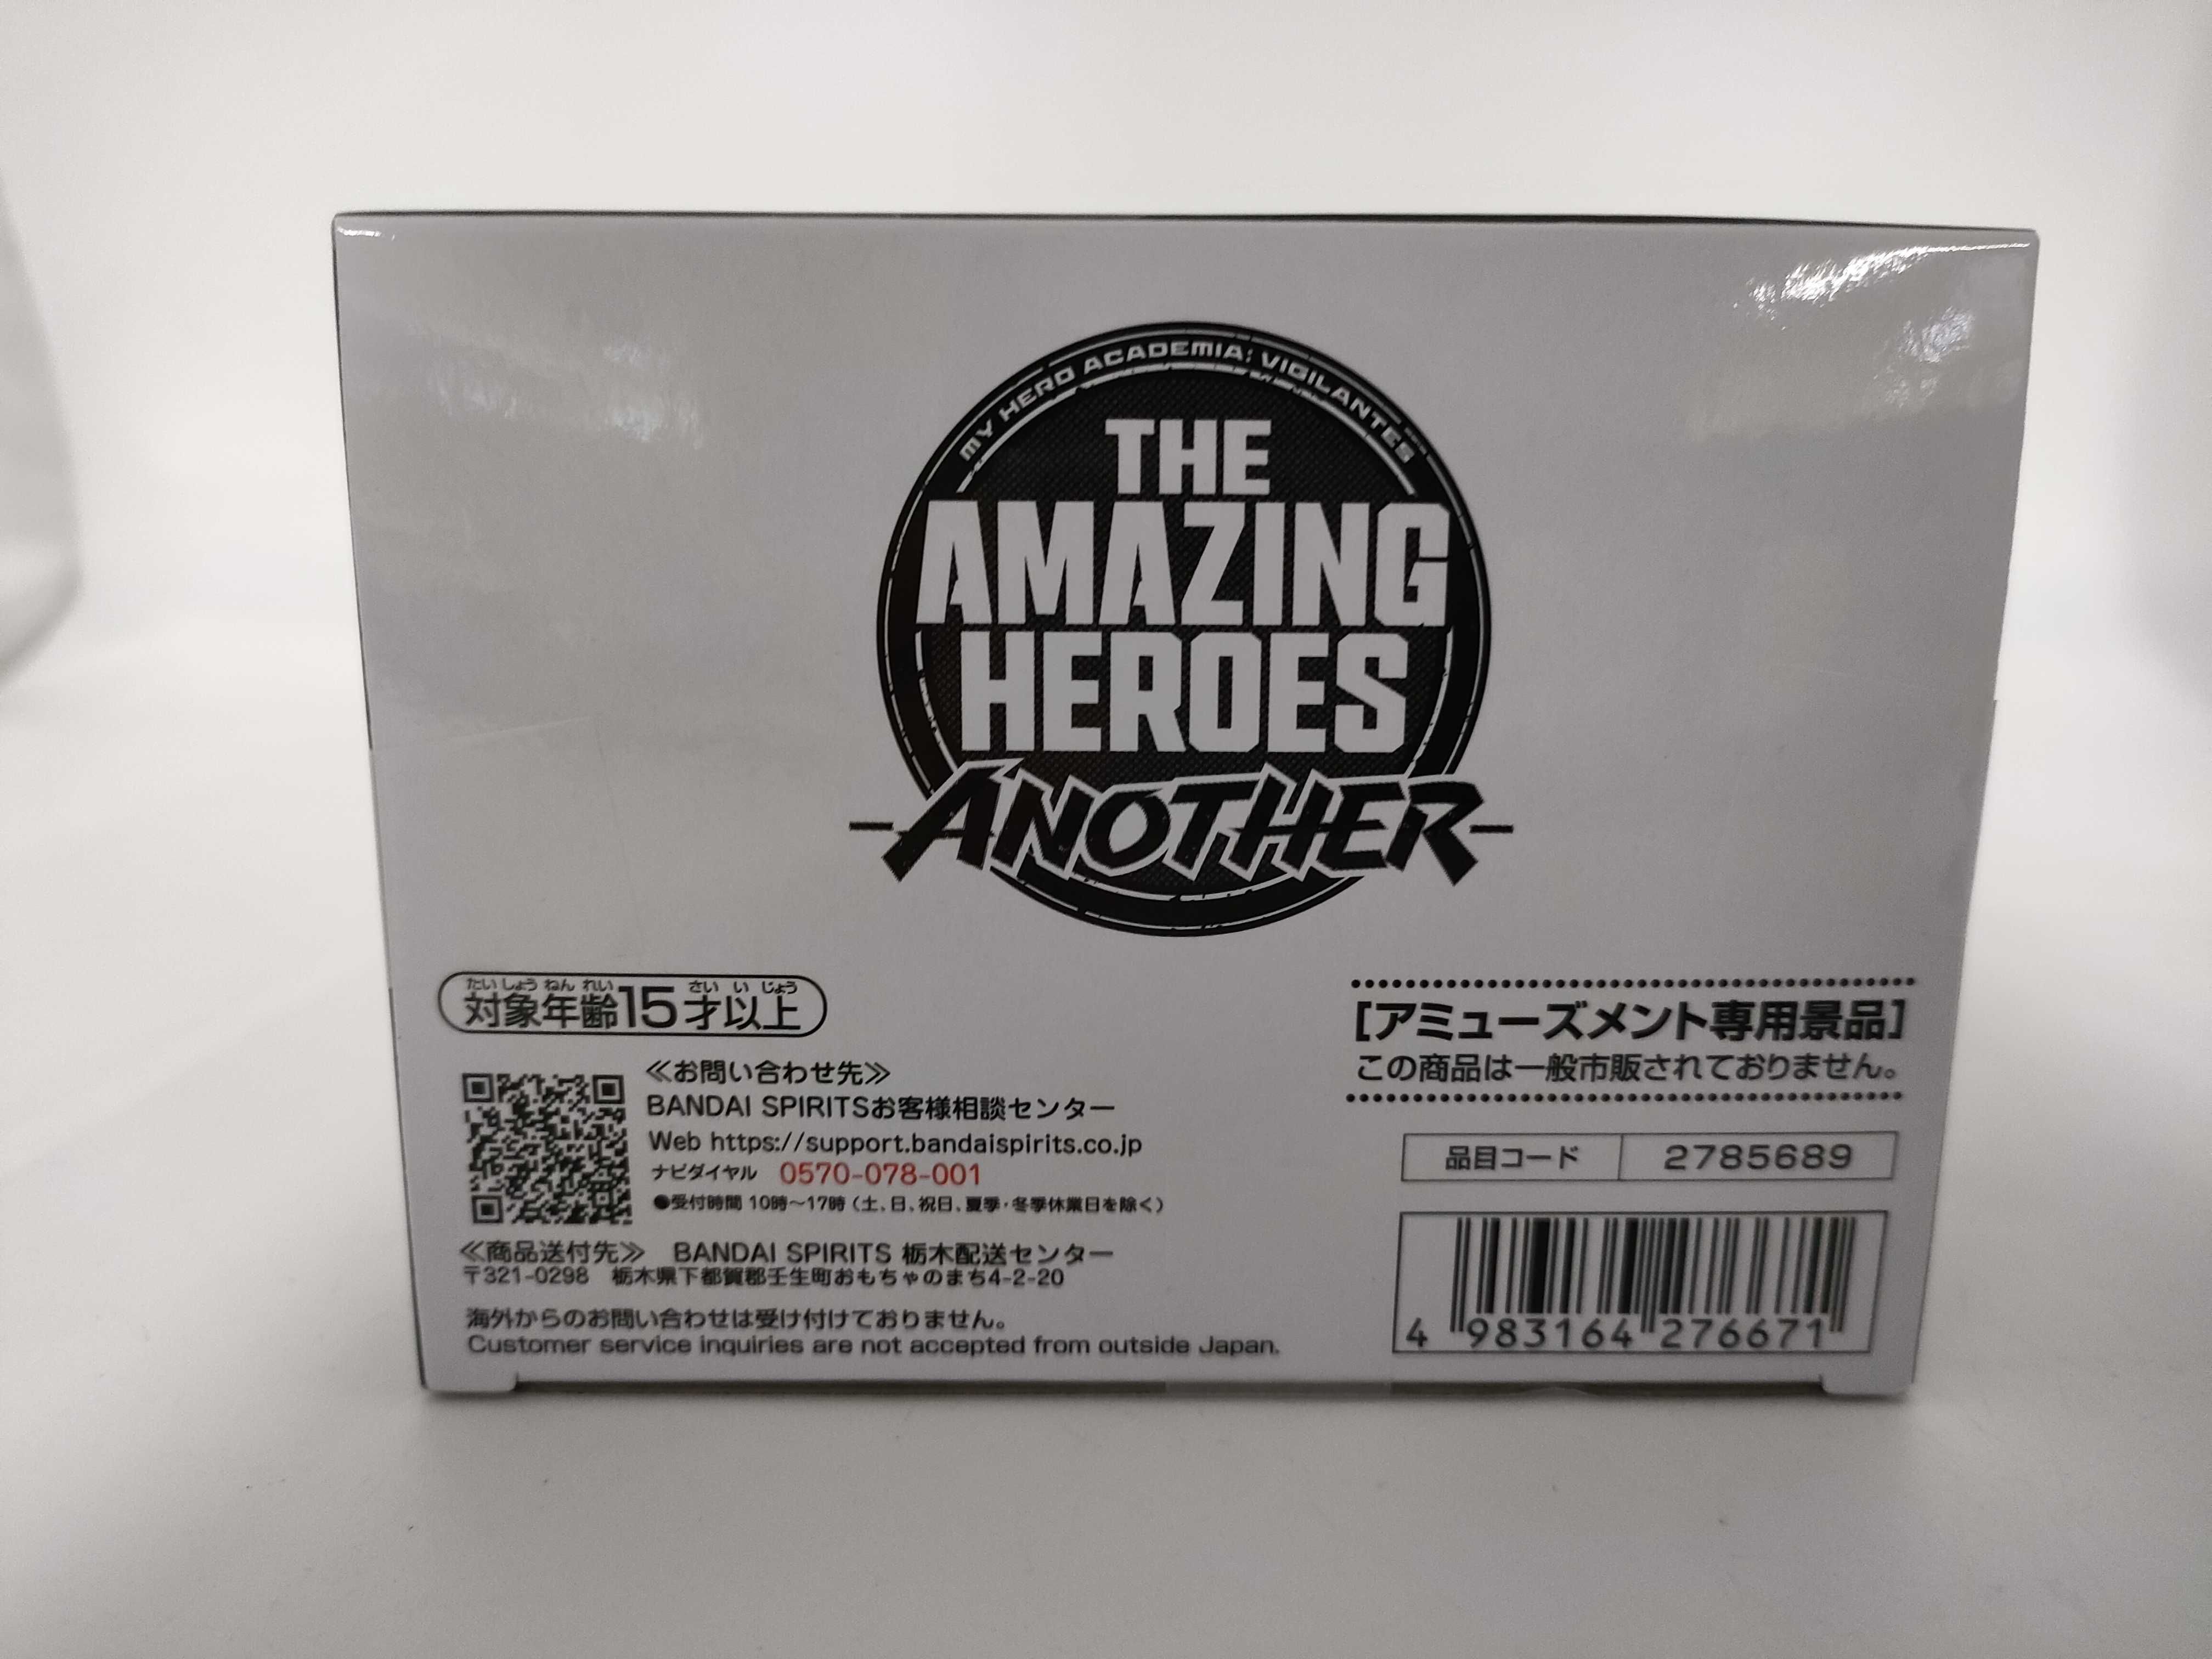 MY HERO ACADEMIA: VIGILANTES
THE
AMAZING
HEROES
-ANOTHER-
たいしょうねんれい さいいじょう
対象年齢15才以上
≪お問い合わせ先≫
BANDAI SPIRITSお客様相談センター
Web https://support.bandaispirits.co.jp
ナビダイヤル 0570-078-001
●受付時間 10時～17時（土、日、祝日、夏季・冬季休業日を除く）
≪商品送付先≫ BANDAI SPIRITS 栃木配送センター
〒321-0298 栃木県下都賀郡壬生町おもちゃのまち4-2-20
海外からのお問い合わせは受け付けておりません。
Customer service inquiries are not accepted from outside Japan.
［アミューズメント専用景品］
この商品は一般市販されておりません。
品目コード 2785689
4 983164 276671